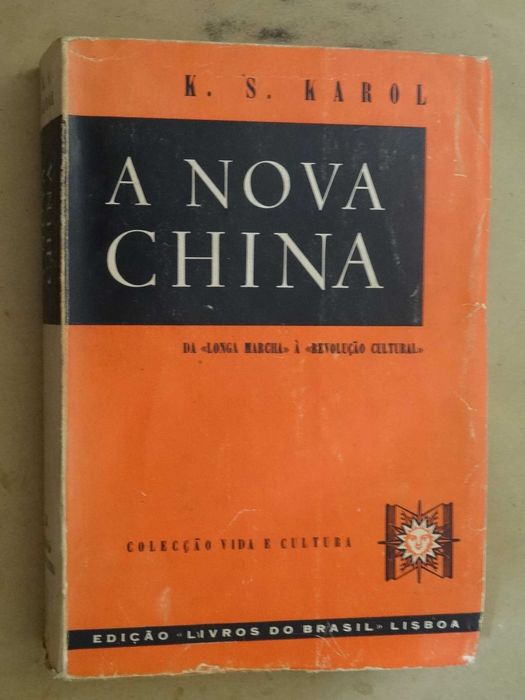 K. S. KAROL
A NOVA
CHINA
DA «LONGA MARCHA» À «REVOLUÇÃO CULTURAL»
COLECÇÃO VIDA E CULTURA
EDIÇÃO «LIVROS DO BRASIL» LISBOA